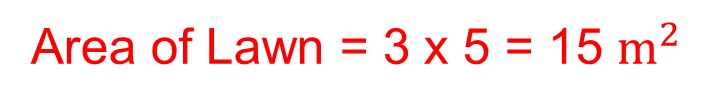 Area of Lawn = 3 x 5 = 15 m²